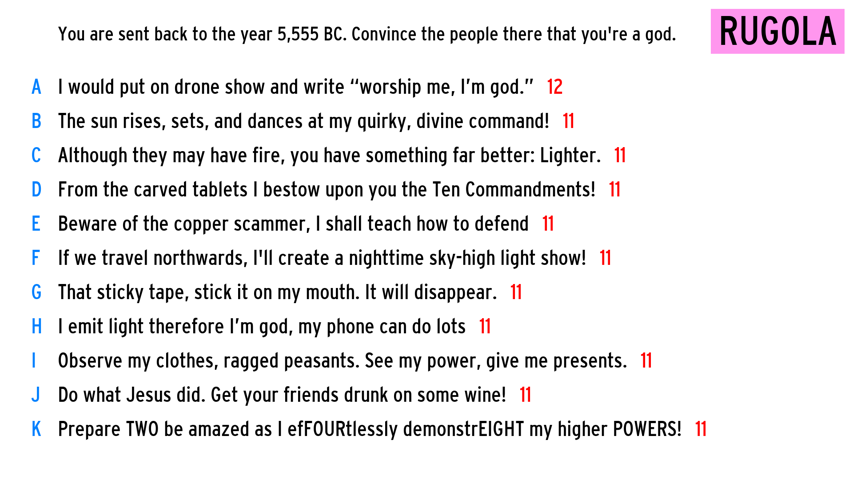 You are sent back to the year 5,555 BC. Convince the people there that you're a god.
RUGOLA
A I would put on drone show and write “worship me, I’m god.” 12
B The sun rises, sets, and dances at my quirky, divine command! 11
C Although they may have fire, you have something far better: Lighter. 11
D From the carved tablets I bestow upon you the Ten Commandments! 11
E Beware of the copper scammer, I shall teach how to defend 11
F If we travel northwards, I'll create a nighttime sky-high light show! 11
G That sticky tape, stick it on my mouth. It will disappear. 11
H I emit light therefore I’m god, my phone can do lots 11
I Observe my clothes, ragged peasants. See my power, give me presents. 11
J Do what Jesus did. Get your friends drunk on some wine! 11
K Prepare TWO be amazed as I efFOURtlessly demonstrEIGHT my higher POWERS! 11